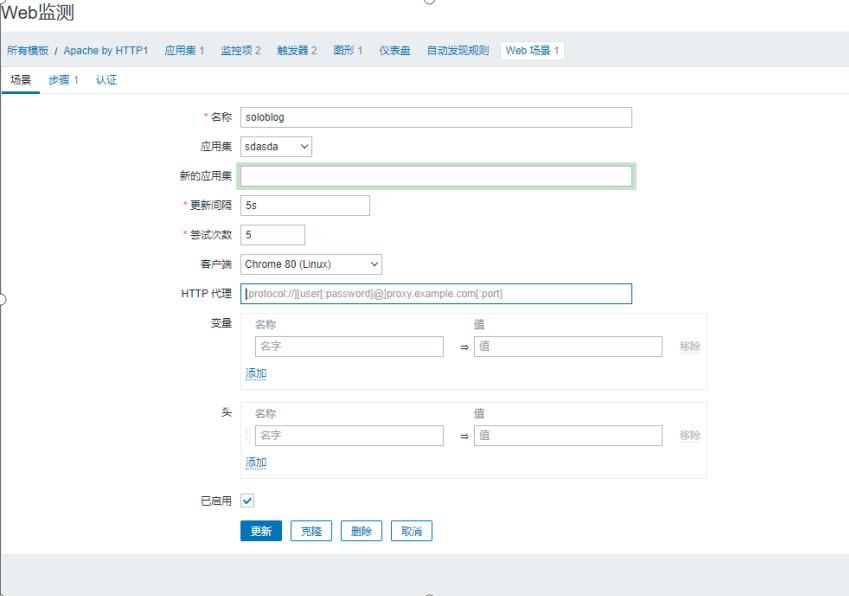 Web监测
所有模板 / Apache by HTTP1 应用集 1 监控项 2 触发器 2 图形 1 仪表盘 自动发现规则 Web 场景 1
场景 步骤 1 认证
* 名称 soloblog
应用集 sdasda
新的应用集
* 更新间隔 5s
* 尝试次数 5
客户端 Chrome 80 (Linux)
HTTP 代理 [protocol://][user[:password]@]proxy.example.com[:port]
变量 名称 值
名字 ⇒ 值 移除
添加
头 名称 值
名字 ⇒ 值 移除
添加
已启用
更新 克隆 删除 取消